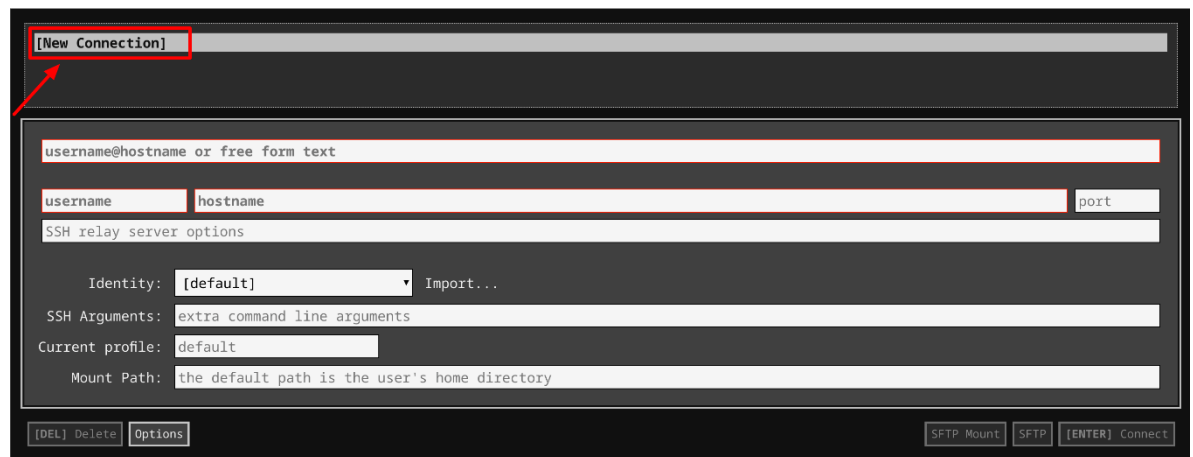 [New Connection]
username@hostname or free form text
username hostname port
SSH relay server options
Identity: [default] Import...
SSH Arguments: extra command line arguments
Current profile: default
Mount Path: the default path is the user's home directory
[DEL] Delete Options SFTP Mount SFTP [ENTER] Connect